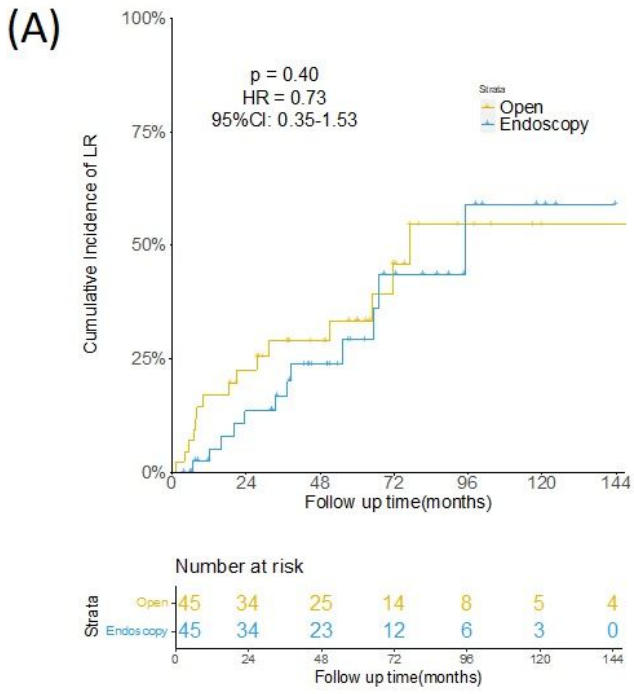 (A)
100%
75%
50%
25%
0%
Cumulative Incidence of LR
p = 0.40
HR = 0.73
95%CI: 0.35-1.53
Strata
Open
Endoscopy
0 24 48 72 96 120 144
Follow up time(months)
Number at risk
Strata
Open 45 34 25 14 8 5 4
Endoscopy 45 34 23 12 6 3 0
0 24 48 72 96 120 144
Follow up time(months)